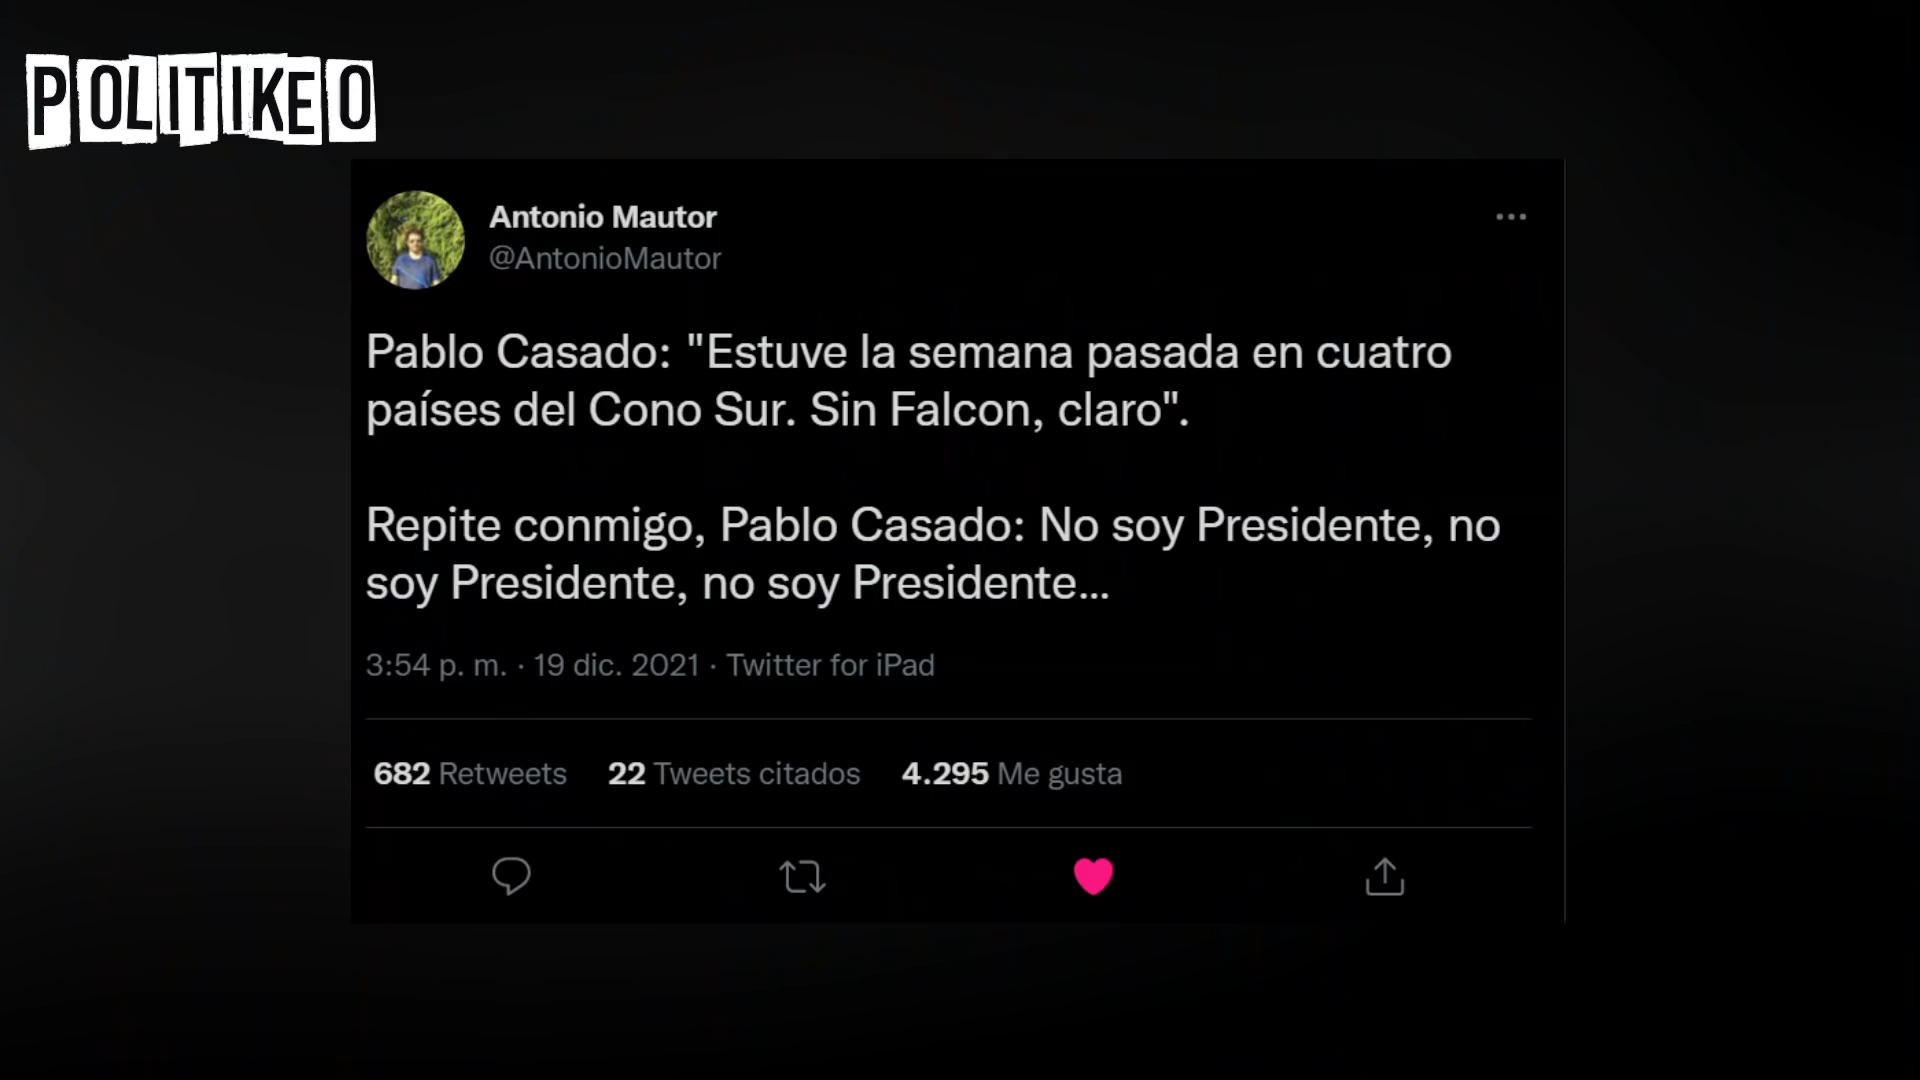 POLITIKEO
Antonio Mautor
@AntonioMautor
Pablo Casado: "Estuve la semana pasada en cuatro
países del Cono Sur. Sin Falcon, claro".
Repite conmigo, Pablo Casado: No soy Presidente, no
soy Presidente, no soy Presidente...
3:54 p. m. · 19 dic. 2021 · Twitter for iPad
682 Retweets 22 Tweets citados 4.295 Me gusta